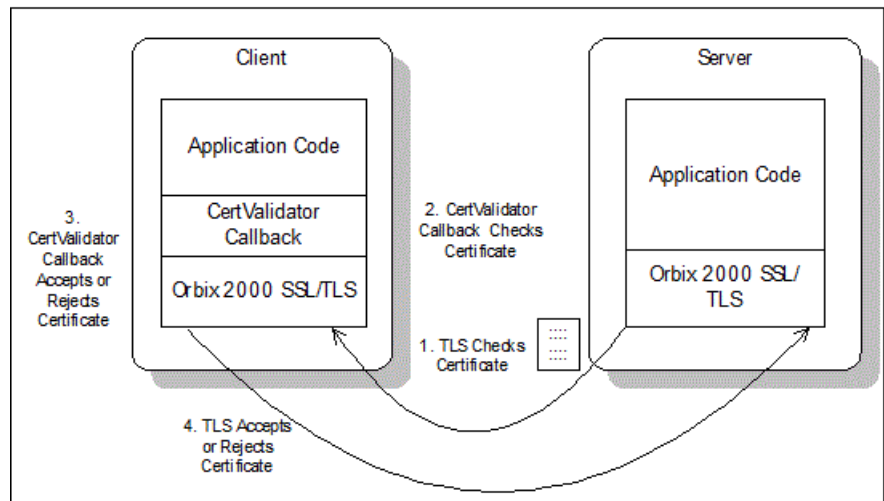 Client
Server
Application Code
CertValidator
Callback
Orbix 2000 SSL/TLS
Application Code
Orbix 2000 SSL/
TLS
3.
CertValidator
Callback
Accepts or
Rejects
Certificate
2. CertValidator
Callback Checks
Certificate
1. TLS Checks
Certificate
4. TLS Accepts
or Rejects
Certificate